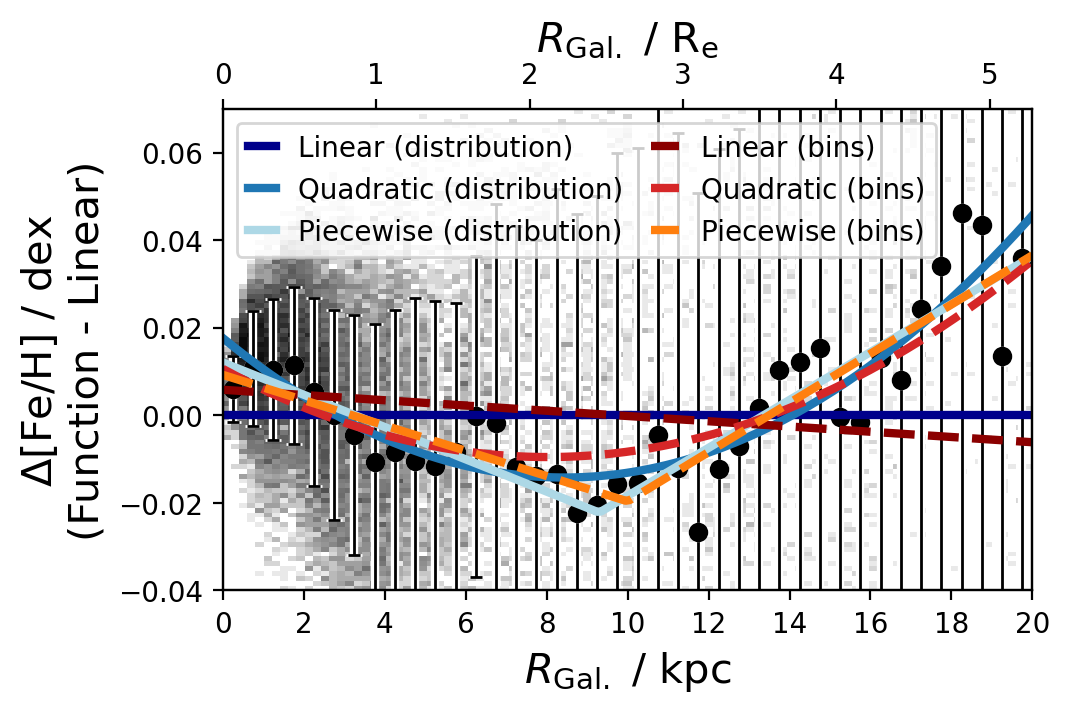 R_Gal. / R_e
0 1 2 3 4 5
Δ[Fe/H] / dex
(Function - Linear)
0.06
0.04
0.02
0.00
−0.02
−0.04
Linear (distribution)
Quadratic (distribution)
Piecewise (distribution)
Linear (bins)
Quadratic (bins)
Piecewise (bins)
0 2 4 6 8 10 12 14 16 18 20
R_Gal. / kpc